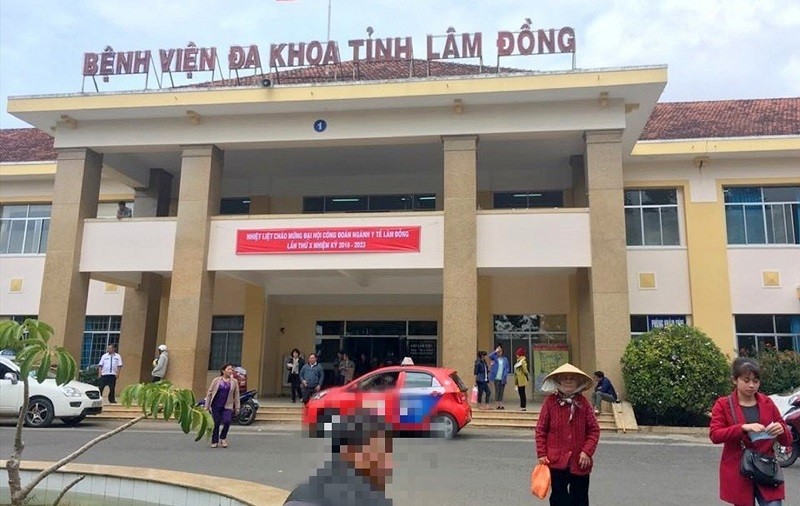 BỆNH VIỆN ĐA KHOA TỈNH LÂM ĐỒNG
1
NHIỆT LIỆT CHÀO MỪNG ĐẠI HỘI CÔNG ĐOÀN NGÀNH Y TẾ LÂM ĐỒNG
LẦN THỨ X NHIỆM KỲ 2018 - 2023